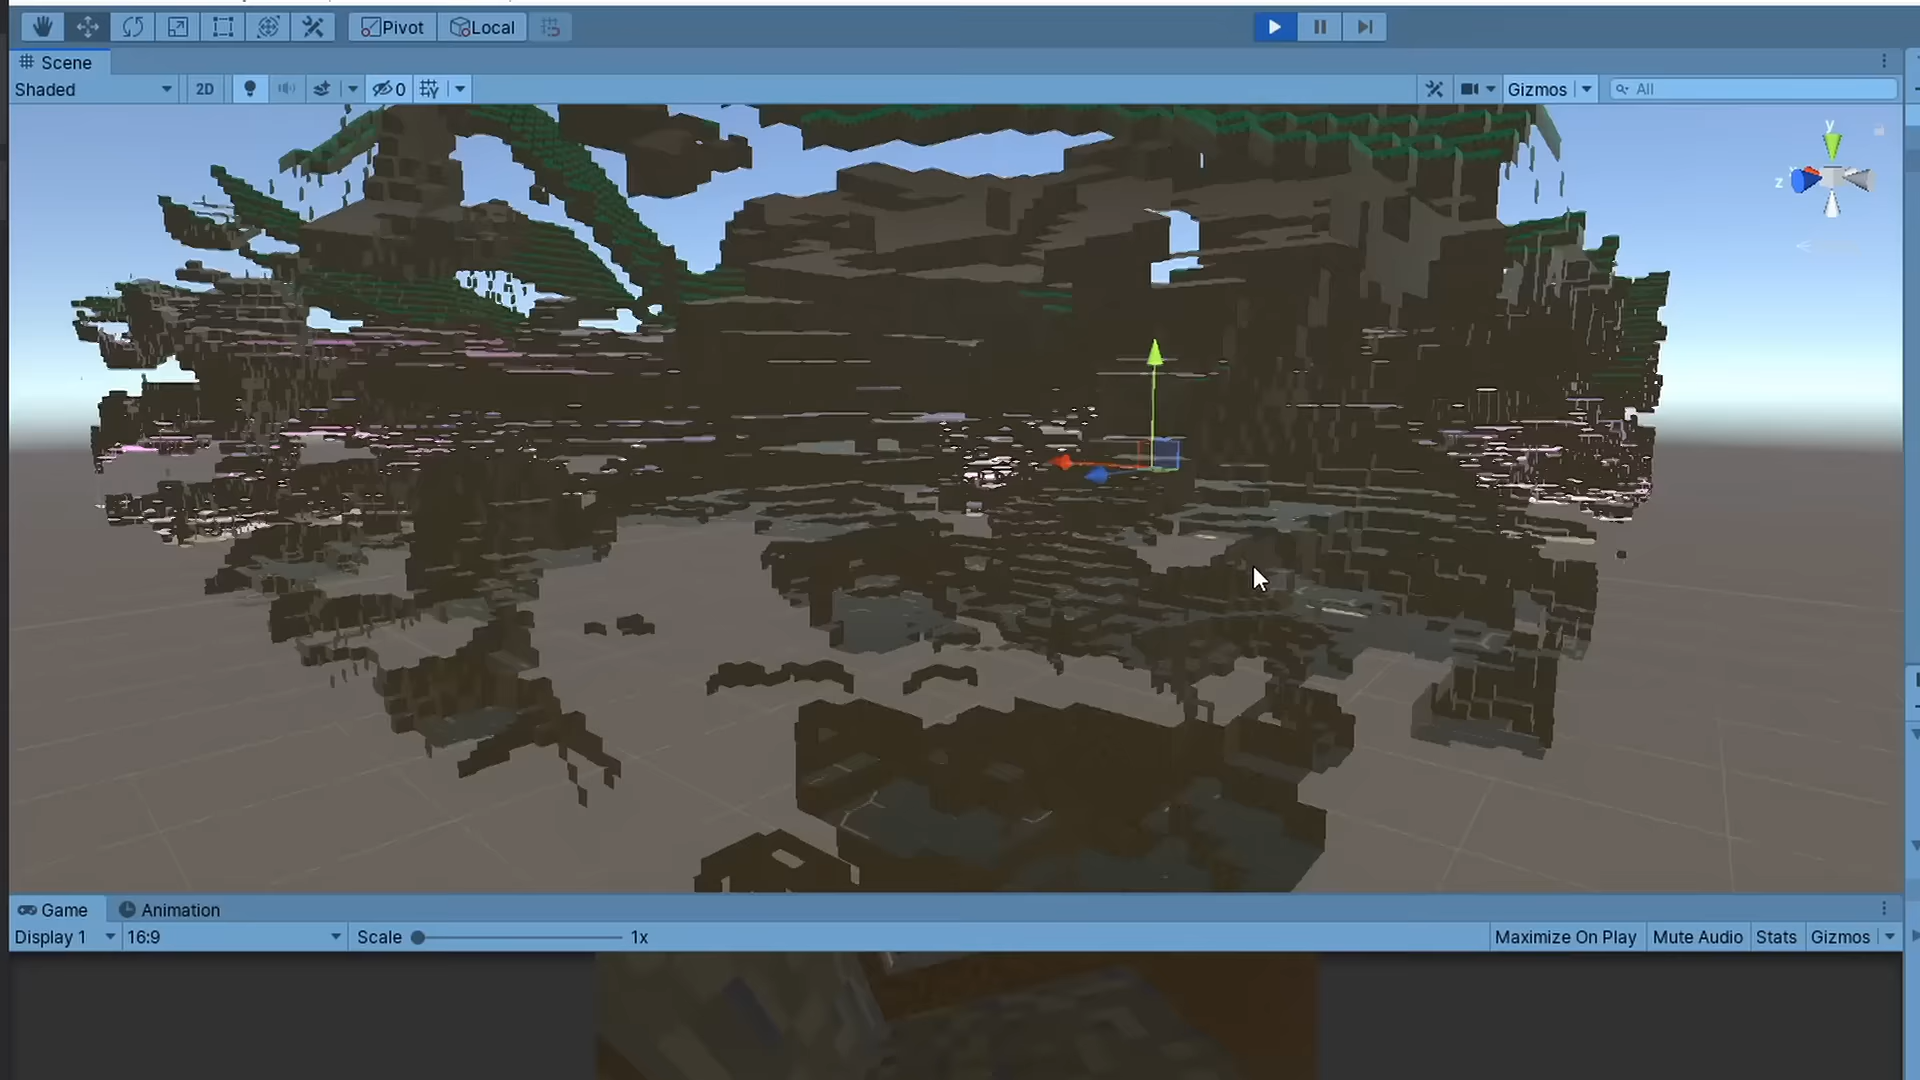 Pivot Local
Scene
Shaded 2D 0 Gizmos All
y
z
Game Animation
Display 1 16:9 Scale 1x Maximize On Play Mute Audio Stats Gizmos